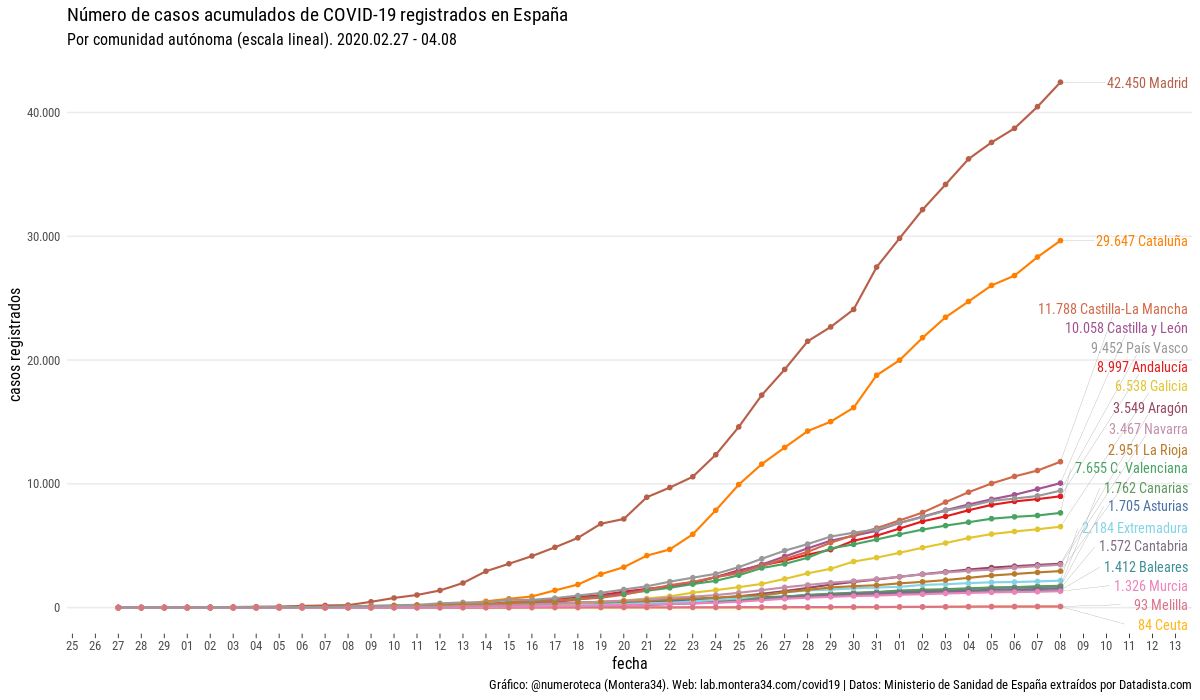 Número de casos acumulados de COVID-19 registrados en España
Por comunidad autónoma (escala lineal). 2020.02.27 - 04.08
42.450 Madrid
40.000
30.000
29.647 Cataluña
11.788 Castilla-La Mancha
10.058 Castilla y León
9.452 País Vasco
20.000
8.997 Andalucía
6.538 Galicia
3.549 Aragón
3.467 Navarra
2.951 La Rioja
7.655 C. Valenciana
10.000
1.762 Canarias
1.705 Asturias
2.184 Extremadura
1.572 Cantabria
1.412 Baleares
1.326 Murcia
93 Melilla
0
84 Ceuta
casos registrados
25 26 27 28 29 01 02 03 04 05 06 07 08 09 10 11 12 13 14 15 16 17 18 19 20 21 22 23 24 25 26 27 28 29 30 31 01 02 03 04 05 06 07 08 09 10 11 12 13
fecha
Gráfico: @numeroteca (Montera34). Web: lab.montera34.com/covid19 | Datos: Ministerio de Sanidad de España extraídos por Datadista.com